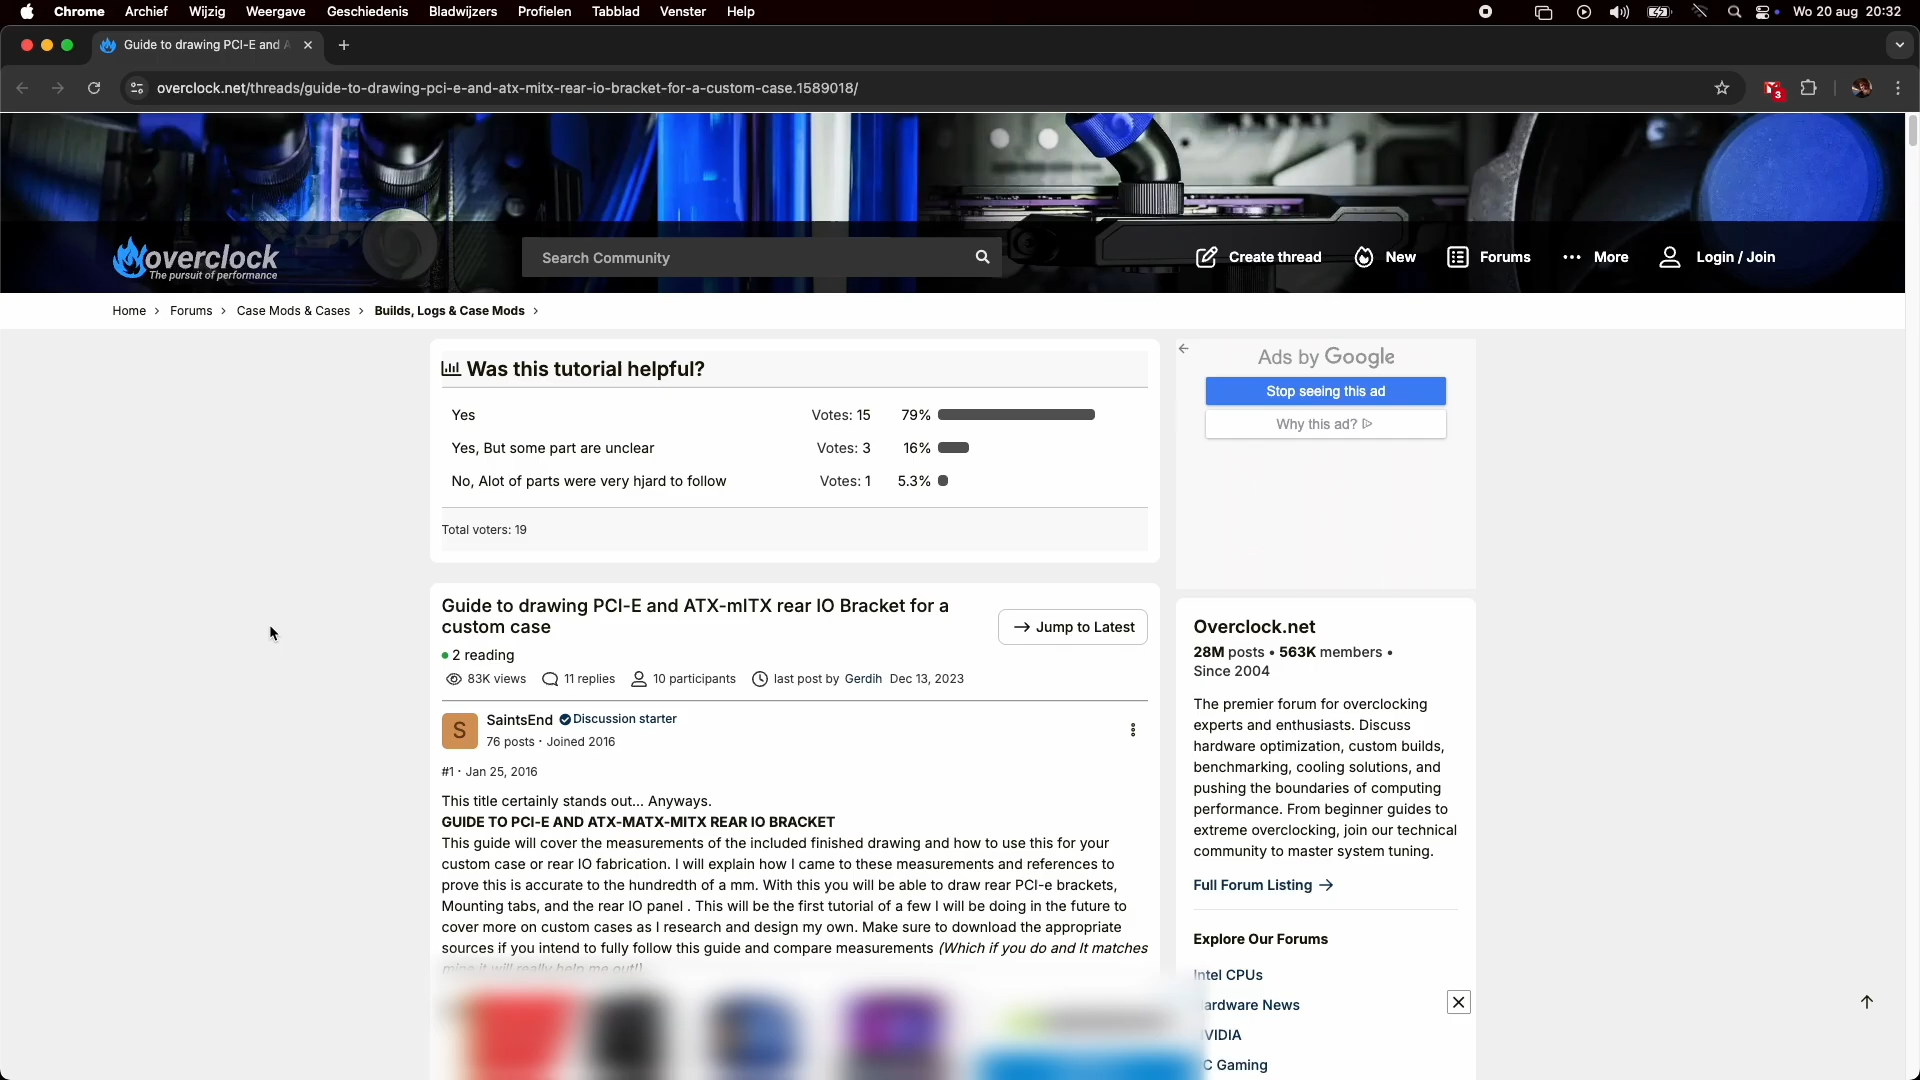 Chrome Archief Wijzig Weergave Geschiedenis Bladwijzers Profielen Tabblad Venster Help Wo 20 aug 20:32
Guide to drawing PCI-E and A
overclock.net/threads/guide-to-drawing-pci-e-and-atx-mitx-rear-io-bracket-for-a-custom-case.1589018/
3
overclock
The pursuit of performance
Search Community
Create thread New Forums More Login / Join
Home > Forums > Case Mods & Cases > Builds, Logs & Case Mods >
Was this tutorial helpful?
Yes Votes: 15 79%
Yes, But some part are unclear Votes: 3 16%
No, Alot of parts were very hjard to follow Votes: 1 5.3%
Total voters: 19
Ads by Google
Stop seeing this ad
Why this ad?
Guide to drawing PCI-E and ATX-mITX rear IO Bracket for a
custom case
→ Jump to Latest
2 reading
83K views 11 replies 10 participants last post by Gerdih Dec 13, 2023
S
SaintsEnd Discussion starter
76 posts · Joined 2016
#1 · Jan 25, 2016
This title certainly stands out... Anyways.
GUIDE TO PCI-E AND ATX-MATX-MITX REAR IO BRACKET
This guide will cover the measurements of the included finished drawing and how to use this for your
custom case or rear IO fabrication. I will explain how I came to these measurements and references to
prove this is accurate to the hundredth of a mm. With this you will be able to draw rear PCI-e brackets,
Mounting tabs, and the rear IO panel . This will be the first tutorial of a few I will be doing in the future to
cover more on custom cases as I research and design my own. Make sure to download the appropriate
sources if you intend to fully follow this guide and compare measurements (Which if you do and It matches
mine it will really help me out!)
Overclock.net
28M posts • 563K members •
Since 2004
The premier forum for overclocking
experts and enthusiasts. Discuss
hardware optimization, custom builds,
benchmarking, cooling solutions, and
pushing the boundaries of computing
performance. From beginner guides to
extreme overclocking, join our technical
community to master system tuning.
Full Forum Listing →
Explore Our Forums
Intel CPUs
ardware News
VIDIA
C Gaming